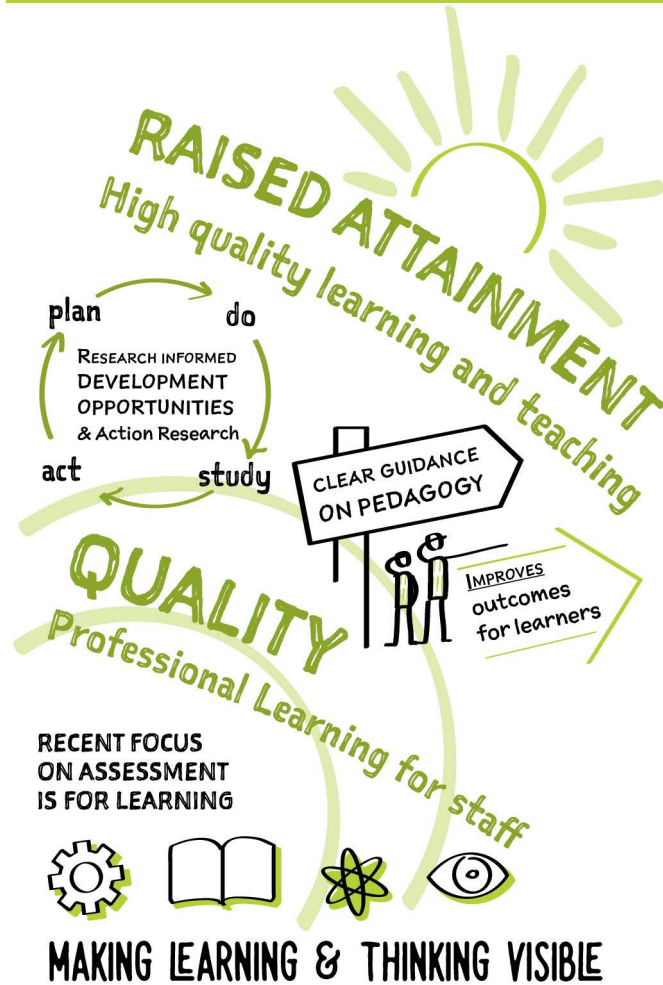 RAISED ATTAINMENT
High quality learning and teaching
plan
do
RESEARCH INFORMED
DEVELOPMENT
OPPORTUNITIES
& Action Research
act
study
CLEAR GUIDANCE
ON PEDAGOGY
IMPROVES
outcomes
for learners
QUALITY
Professional Learning for staff
RECENT FOCUS
ON ASSESSMENT
IS FOR LEARNING
MAKING LEARNING & THINKING VISIBLE